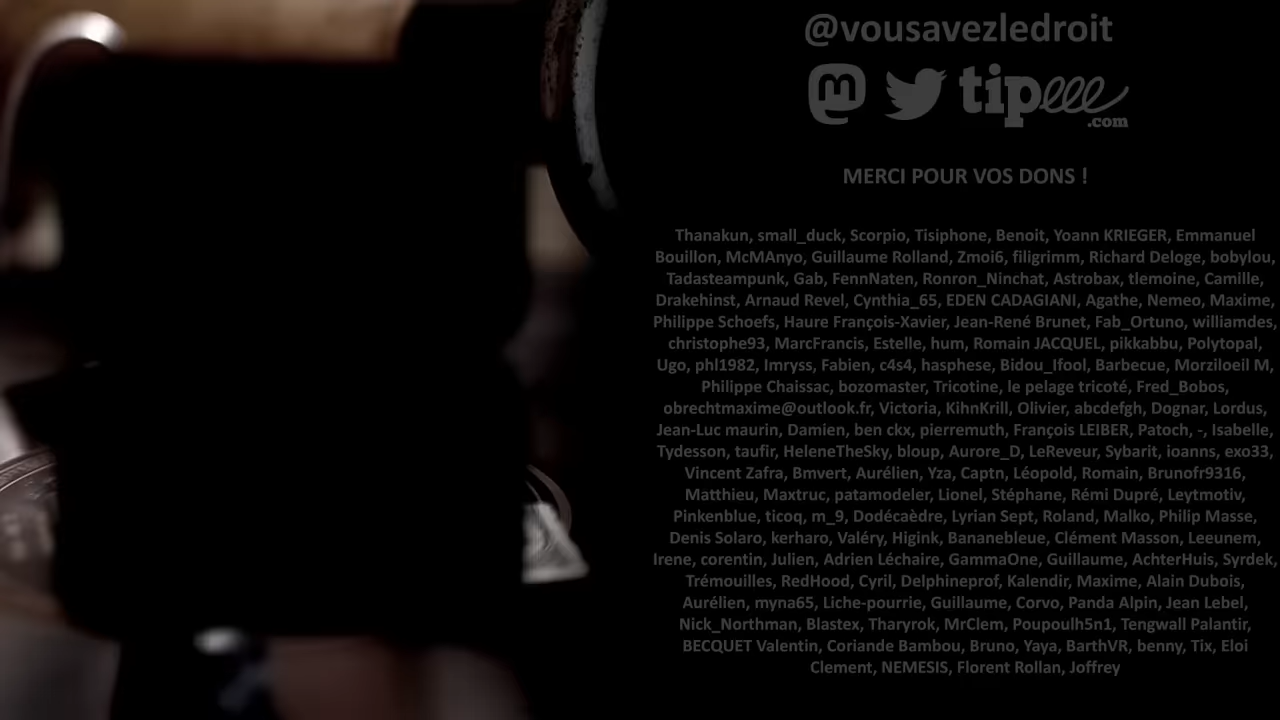 @vousavezledroit
tipeee
.com
MERCI POUR VOS DONS !
Thanakun, small_duck, Scorpio, Tisiphone, Benoit, Yoann KRIEGER, Emmanuel
Bouillon, McMAnyo, Guillaume Rolland, Zmoi6, filigrimm, Richard Deloge, bobylou,
Tadasteampunk, Gab, FennNaten, Ronron_Ninchat, Astrobax, tlemoine, Camille,
Drakehinst, Arnaud Revel, Cynthia_65, EDEN CADAGIANI, Agathe, Nemeo, Maxime,
Philippe Schoefs, Haure François-Xavier, Jean-René Brunet, Fab_Ortuno, williamdes,
christophe93, MarcFrancis, Estelle, hum, Romain JACQUEL, pikkabbu, Polytopal,
Ugo, phl1982, Imryss, Fabien, c4s4, hasphese, Bidou_Ifool, Barbecue, Morziloeil M,
Philippe Chaissac, bozomaster, Tricotine, le pelage tricoté, Fred_Bobos,
obrechtmaxime@outlook.fr, Victoria, KihnKrill, Olivier, abcdefgh, Dognar, Lordus,
Jean-Luc maurin, Damien, ben ckx, pierremuth, François LEIBER, Patoch, -, Isabelle,
Tydesson, taufir, HeleneTheSky, bloup, Aurore_D, LeReveur, Sybarit, ioanns, exo33,
Vincent Zafra, Bmvert, Aurélien, Yza, Captn, Léopold, Romain, Brunofr9316,
Matthieu, Maxtruc, patamodeler, Lionel, Stéphane, Rémi Dupré, Leytmotiv,
Pinkenblue, ticoq, m_9, Dodécaèdre, Lyrian Sept, Roland, Malko, Philip Masse,
Denis Solaro, kerharo, Valéry, Higink, Bananebleue, Clément Masson, Leeunem,
Irene, corentin, Julien, Adrien Léchaire, GammaOne, Guillaume, AchterHuis, Syrdek,
Trémouilles, RedHood, Cyril, Delphineprof, Kalendir, Maxime, Alain Dubois,
Aurélien, myna65, Liche-pourrie, Guillaume, Corvo, Panda Alpin, Jean Lebel,
Nick_Northman, Blastex, Tharyrok, MrClem, Poupoulh5n1, Tengwall Palantir,
BECQUET Valentin, Coriande Bambou, Bruno, Yaya, BarthVR, benny, Tix, Eloi
Clement, NEMESIS, Florent Rollan, Joffrey